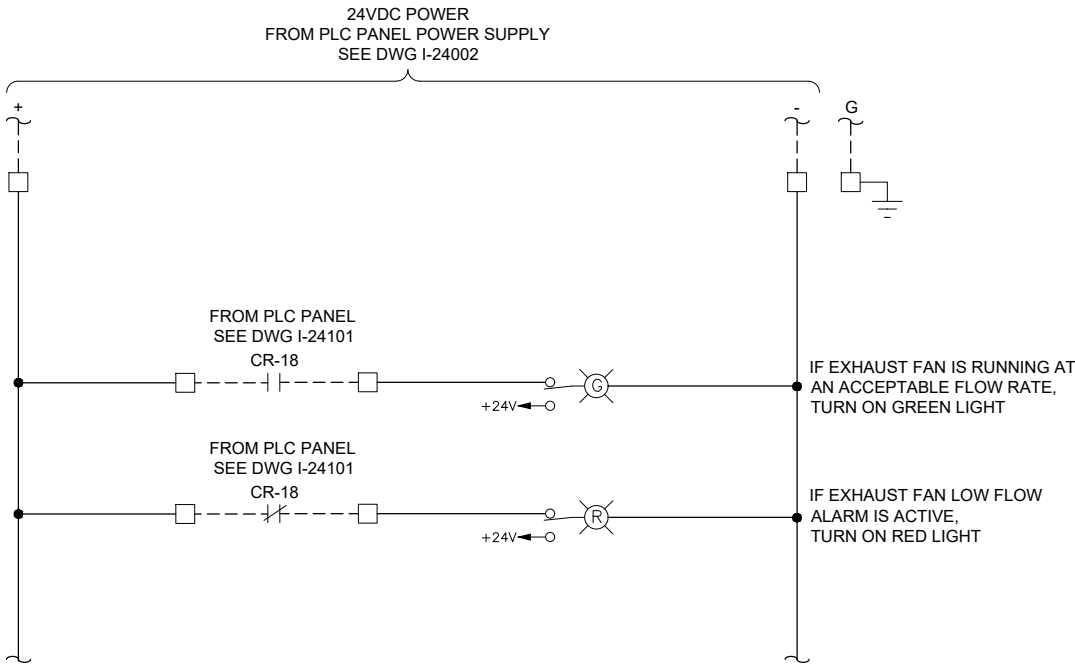 24VDC POWER
FROM PLC PANEL POWER SUPPLY
SEE DWG I-24002
+
-
G
FROM PLC PANEL
SEE DWG I-24101
CR-18
G
+24V
IF EXHAUST FAN IS RUNNING AT
AN ACCEPTABLE FLOW RATE,
TURN ON GREEN LIGHT
FROM PLC PANEL
SEE DWG I-24101
CR-18
R
+24V
IF EXHAUST FAN LOW FLOW
ALARM IS ACTIVE,
TURN ON RED LIGHT